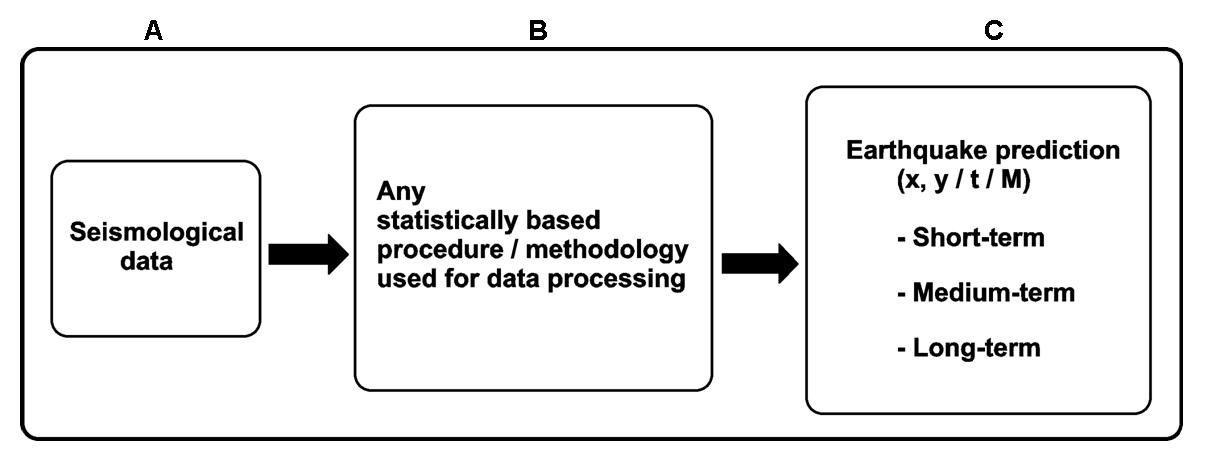 A
B
C
Seismological
data
Any
statistically based
procedure / methodology
used for data processing
Earthquake prediction
(x, y / t / M)
- Short-term
- Medium-term
- Long-term